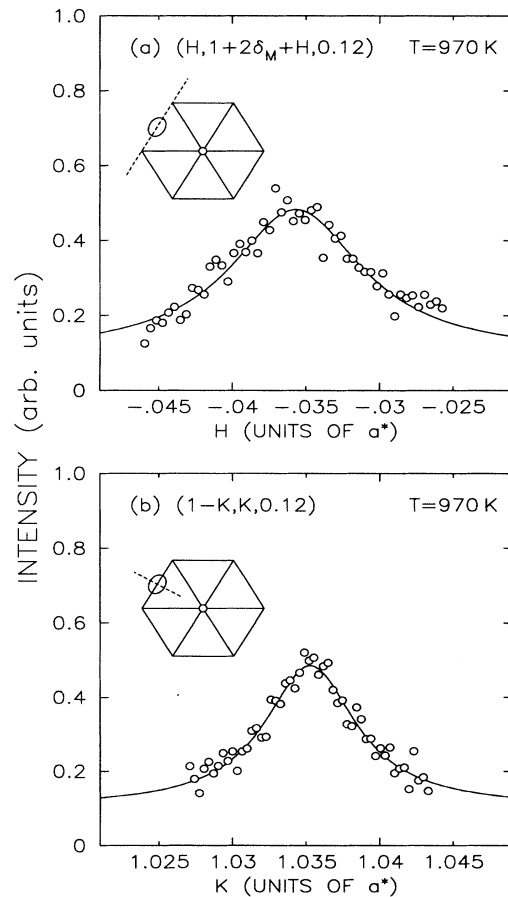 1.0
(a) (H,1+2δ_M+H,0.12) T=970 K
0.8
0.6
0.4
0.2
0
-.045 -.04 -.035 -.03 -.025
H (UNITS OF a*)
INTENSITY (arb. units)
1.0
(b) (1-K,K,0.12) T=970 K
0.8
0.6
0.4
0.2
0
1.025 1.03 1.035 1.04 1.045
K (UNITS OF a*)